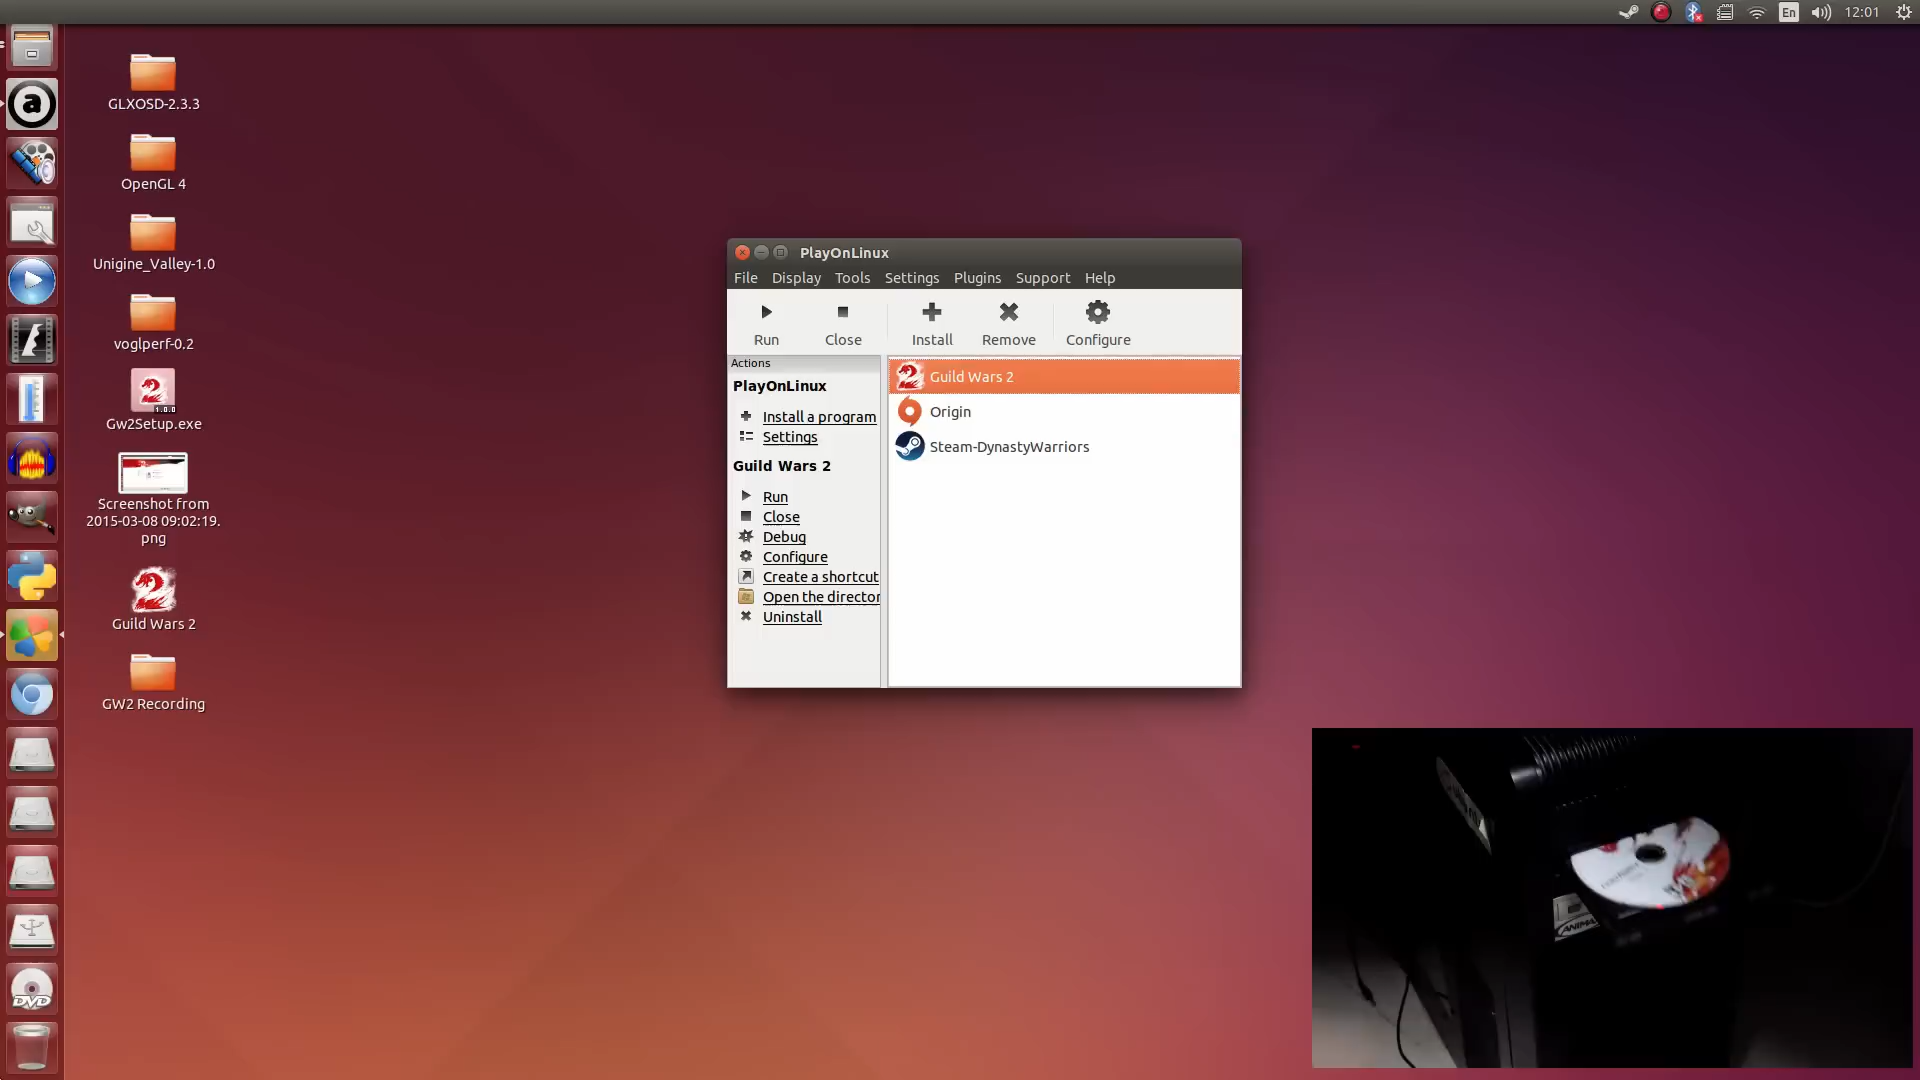 En
12:01
a
GLXOSD-2.3.3
OpenGL 4
Unigine_Valley-1.0
voglperf-0.2
1.0.0
Gw2Setup.exe
Screenshot from
2015-03-08 09:02:19.
png
Guild Wars 2
GW2 Recording
DVD
PlayOnLinux
File Display Tools Settings Plugins Support Help
Run Close Install Remove Configure
Actions
PlayOnLinux
Install a program
Settings
Guild Wars 2
Run
Close
Debug
Configure
Create a shortcut
Open the director
Uninstall
Guild Wars 2
Origin
Steam-DynastyWarriors